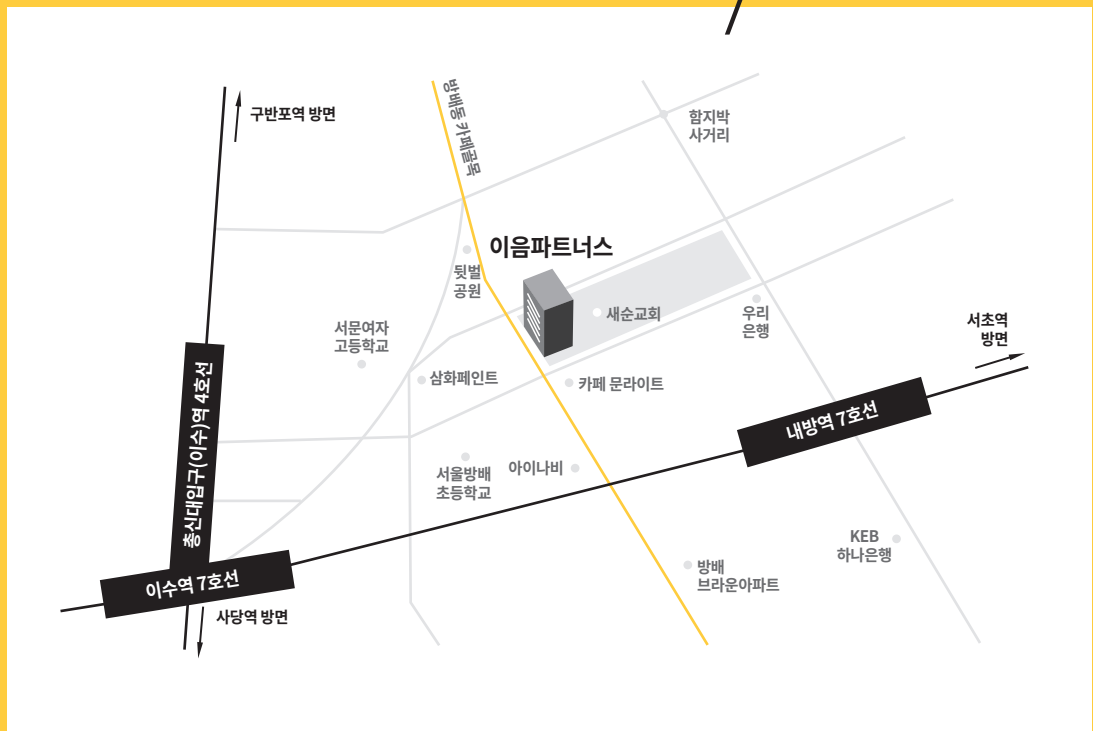 구반포역 방면
방배동 카페골목
함지박
사거리
이음파트너스
뒷벌
공원
새순교회
우리
은행
서초역
방면
서문여자
고등학교
삼화페인트
카페 문라이트
총신대입구(이수)역 4호선
내방역 7호선
서울방배
초등학교
아이나비
KEB
하나은행
이수역 7호선
방배
브라운아파트
사당역 방면